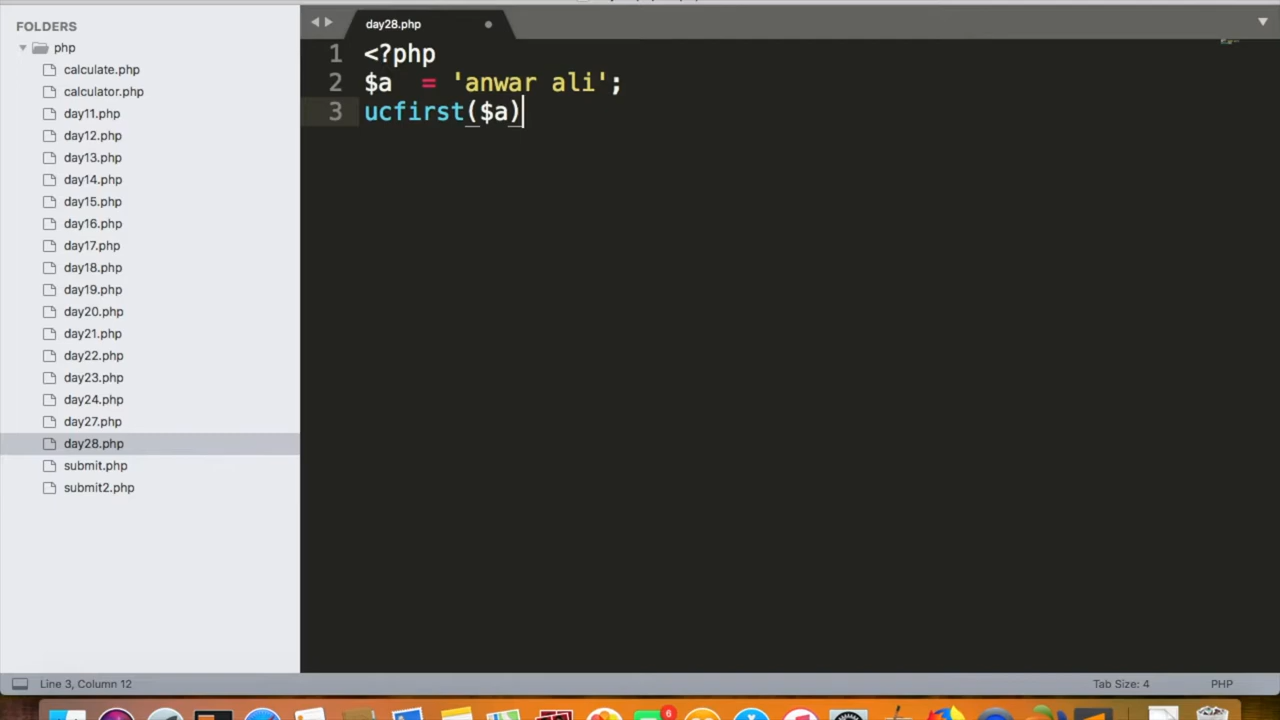 FOLDERS
php
calculate.php
calculator.php
day11.php
day12.php
day13.php
day14.php
day15.php
day16.php
day17.php
day18.php
day19.php
day20.php
day21.php
day22.php
day23.php
day24.php
day27.php
day28.php
submit.php
submit2.php
day28.php
1 <?php
2 $a  = 'anwar ali';
3 ucfirst($a)
Line 3, Column 12
Tab Size: 4
PHP
6